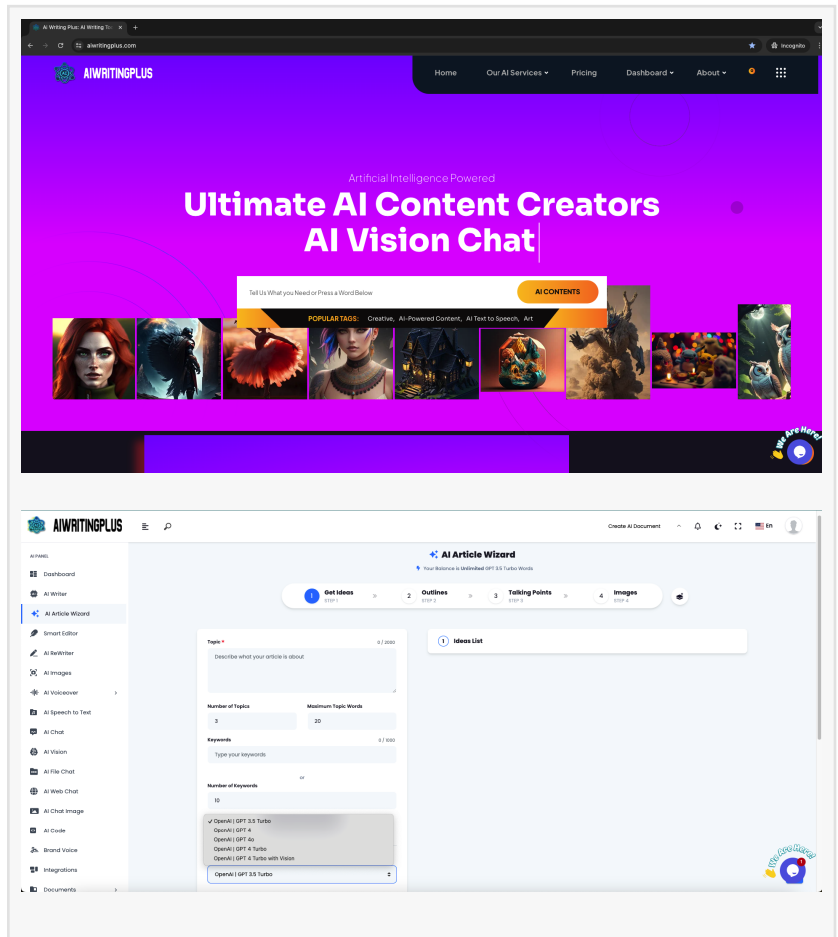 AI Writing Plus: AI Writing To
aiwritingplus.com
Incognito
AIWRITINGPLUS
Home
Our AI Services
Pricing
Dashboard
About
0
Artificial Intelligence Powered
Ultimate AI Content Creators
AI Vision Chat
Tell Us What you Need or Press a Word Below
AI CONTENTS
POPULAR TAGS: Creative, AI-Powered Content, AI Text to Speech, Art
We Are Here!
AIWRITINGPLUS
Create AI Document
En
AI PANEL
Dashboard
AI Writer
AI Article Wizard
Smart Editor
AI ReWriter
AI Images
AI Voiceover
AI Speech to Text
AI Chat
AI Vision
AI File Chat
AI Web Chat
AI Chat Image
AI Code
Brand Voice
Integrations
Documents
AI Article Wizard
Your Balance is Unlimited GPT 3.5 Turbo Words
1 Get Ideas
STEP 1
2 Outlines
STEP 2
3 Talking Points
STEP 3
4 Images
STEP 4
Topic *
0 / 2000
Describe what your article is about
Number of Topics
Maximum Topic Words
3
20
Keywords
0 / 1000
Type your keywords
or
Number of Keywords
10
OpenAI | GPT 3.5 Turbo
OpenAI | GPT 4
OpenAI | GPT 4o
OpenAI | GPT 4 Turbo
OpenAI | GPT 4 Turbo with Vision
OpenAI | GPT 3.5 Turbo
1 Ideas List
We Are Here!
1